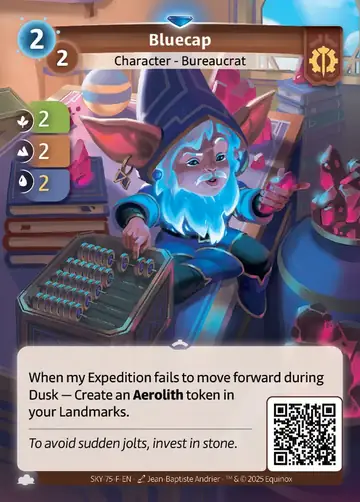 2
2
Bluecap
Character - Bureaucrat
2
2
2
When my Expedition fails to move forward during
Dusk — Create an Aerolith token in
your Landmarks.
To avoid sudden jolts, invest in stone.
SKY-75-F-EN - Jean-Baptiste Andrier - ™ & © 2025 Equinox